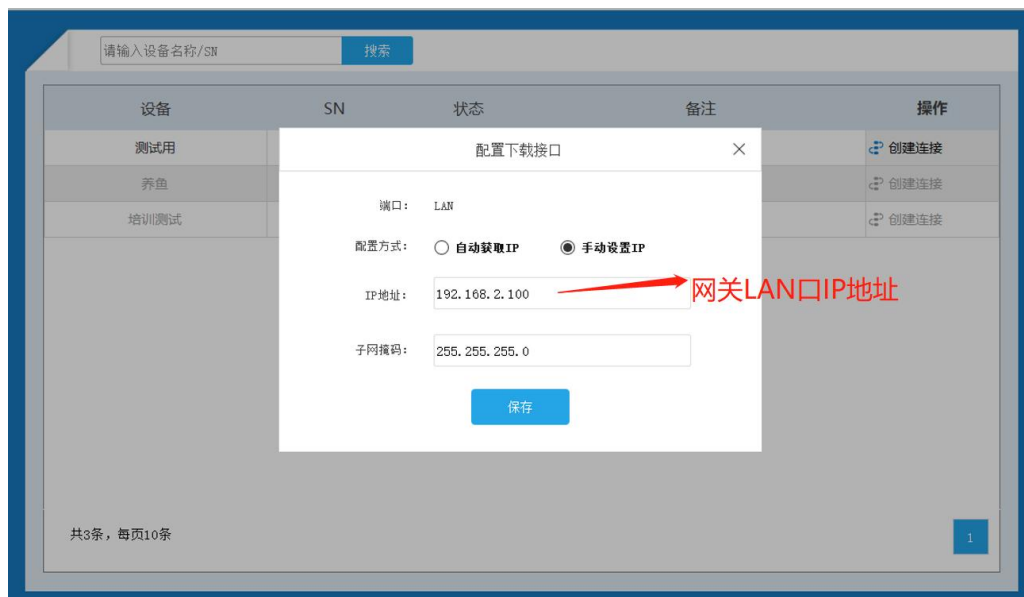 请输入设备名称/SN 搜索
设备 SN 状态 备注 操作
测试用 创建连接
养鱼 创建连接
培训测试 创建连接
配置下载接口
端口： LAN
配置方式： 自动获取IP 手动设置IP
IP地址： 192.168.2.100 网关LAN口IP地址
子网掩码： 255.255.255.0
保存
共3条，每页10条 1